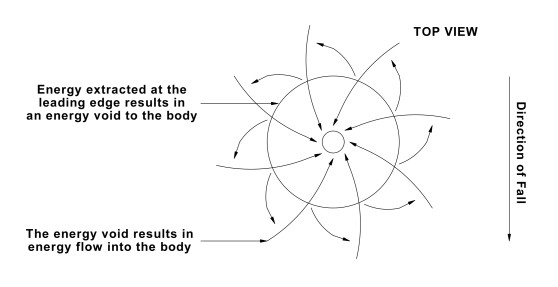 TOP VIEW
Energy extracted at the
leading edge results in
an energy void to the body
Direction of Fall
The energy void results in
energy flow into the body